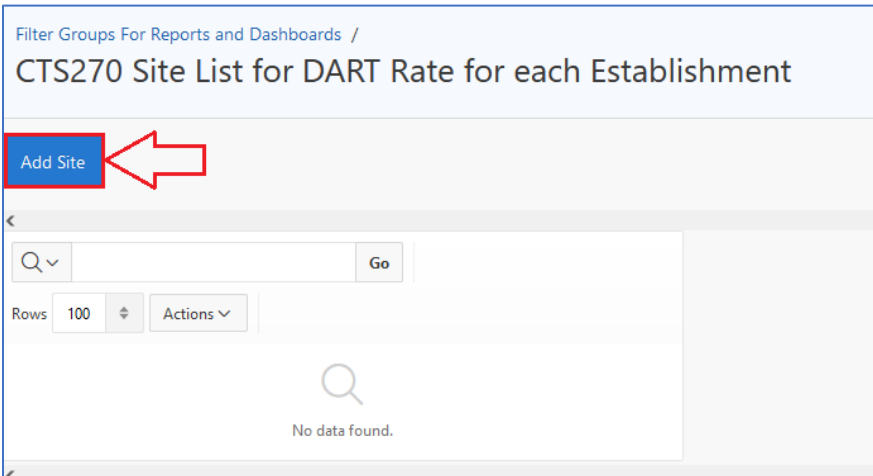 Filter Groups For Reports and Dashboards /
CTS270 Site List for DART Rate for each Establishment
Add Site
Go
Rows 100 Actions
No data found.